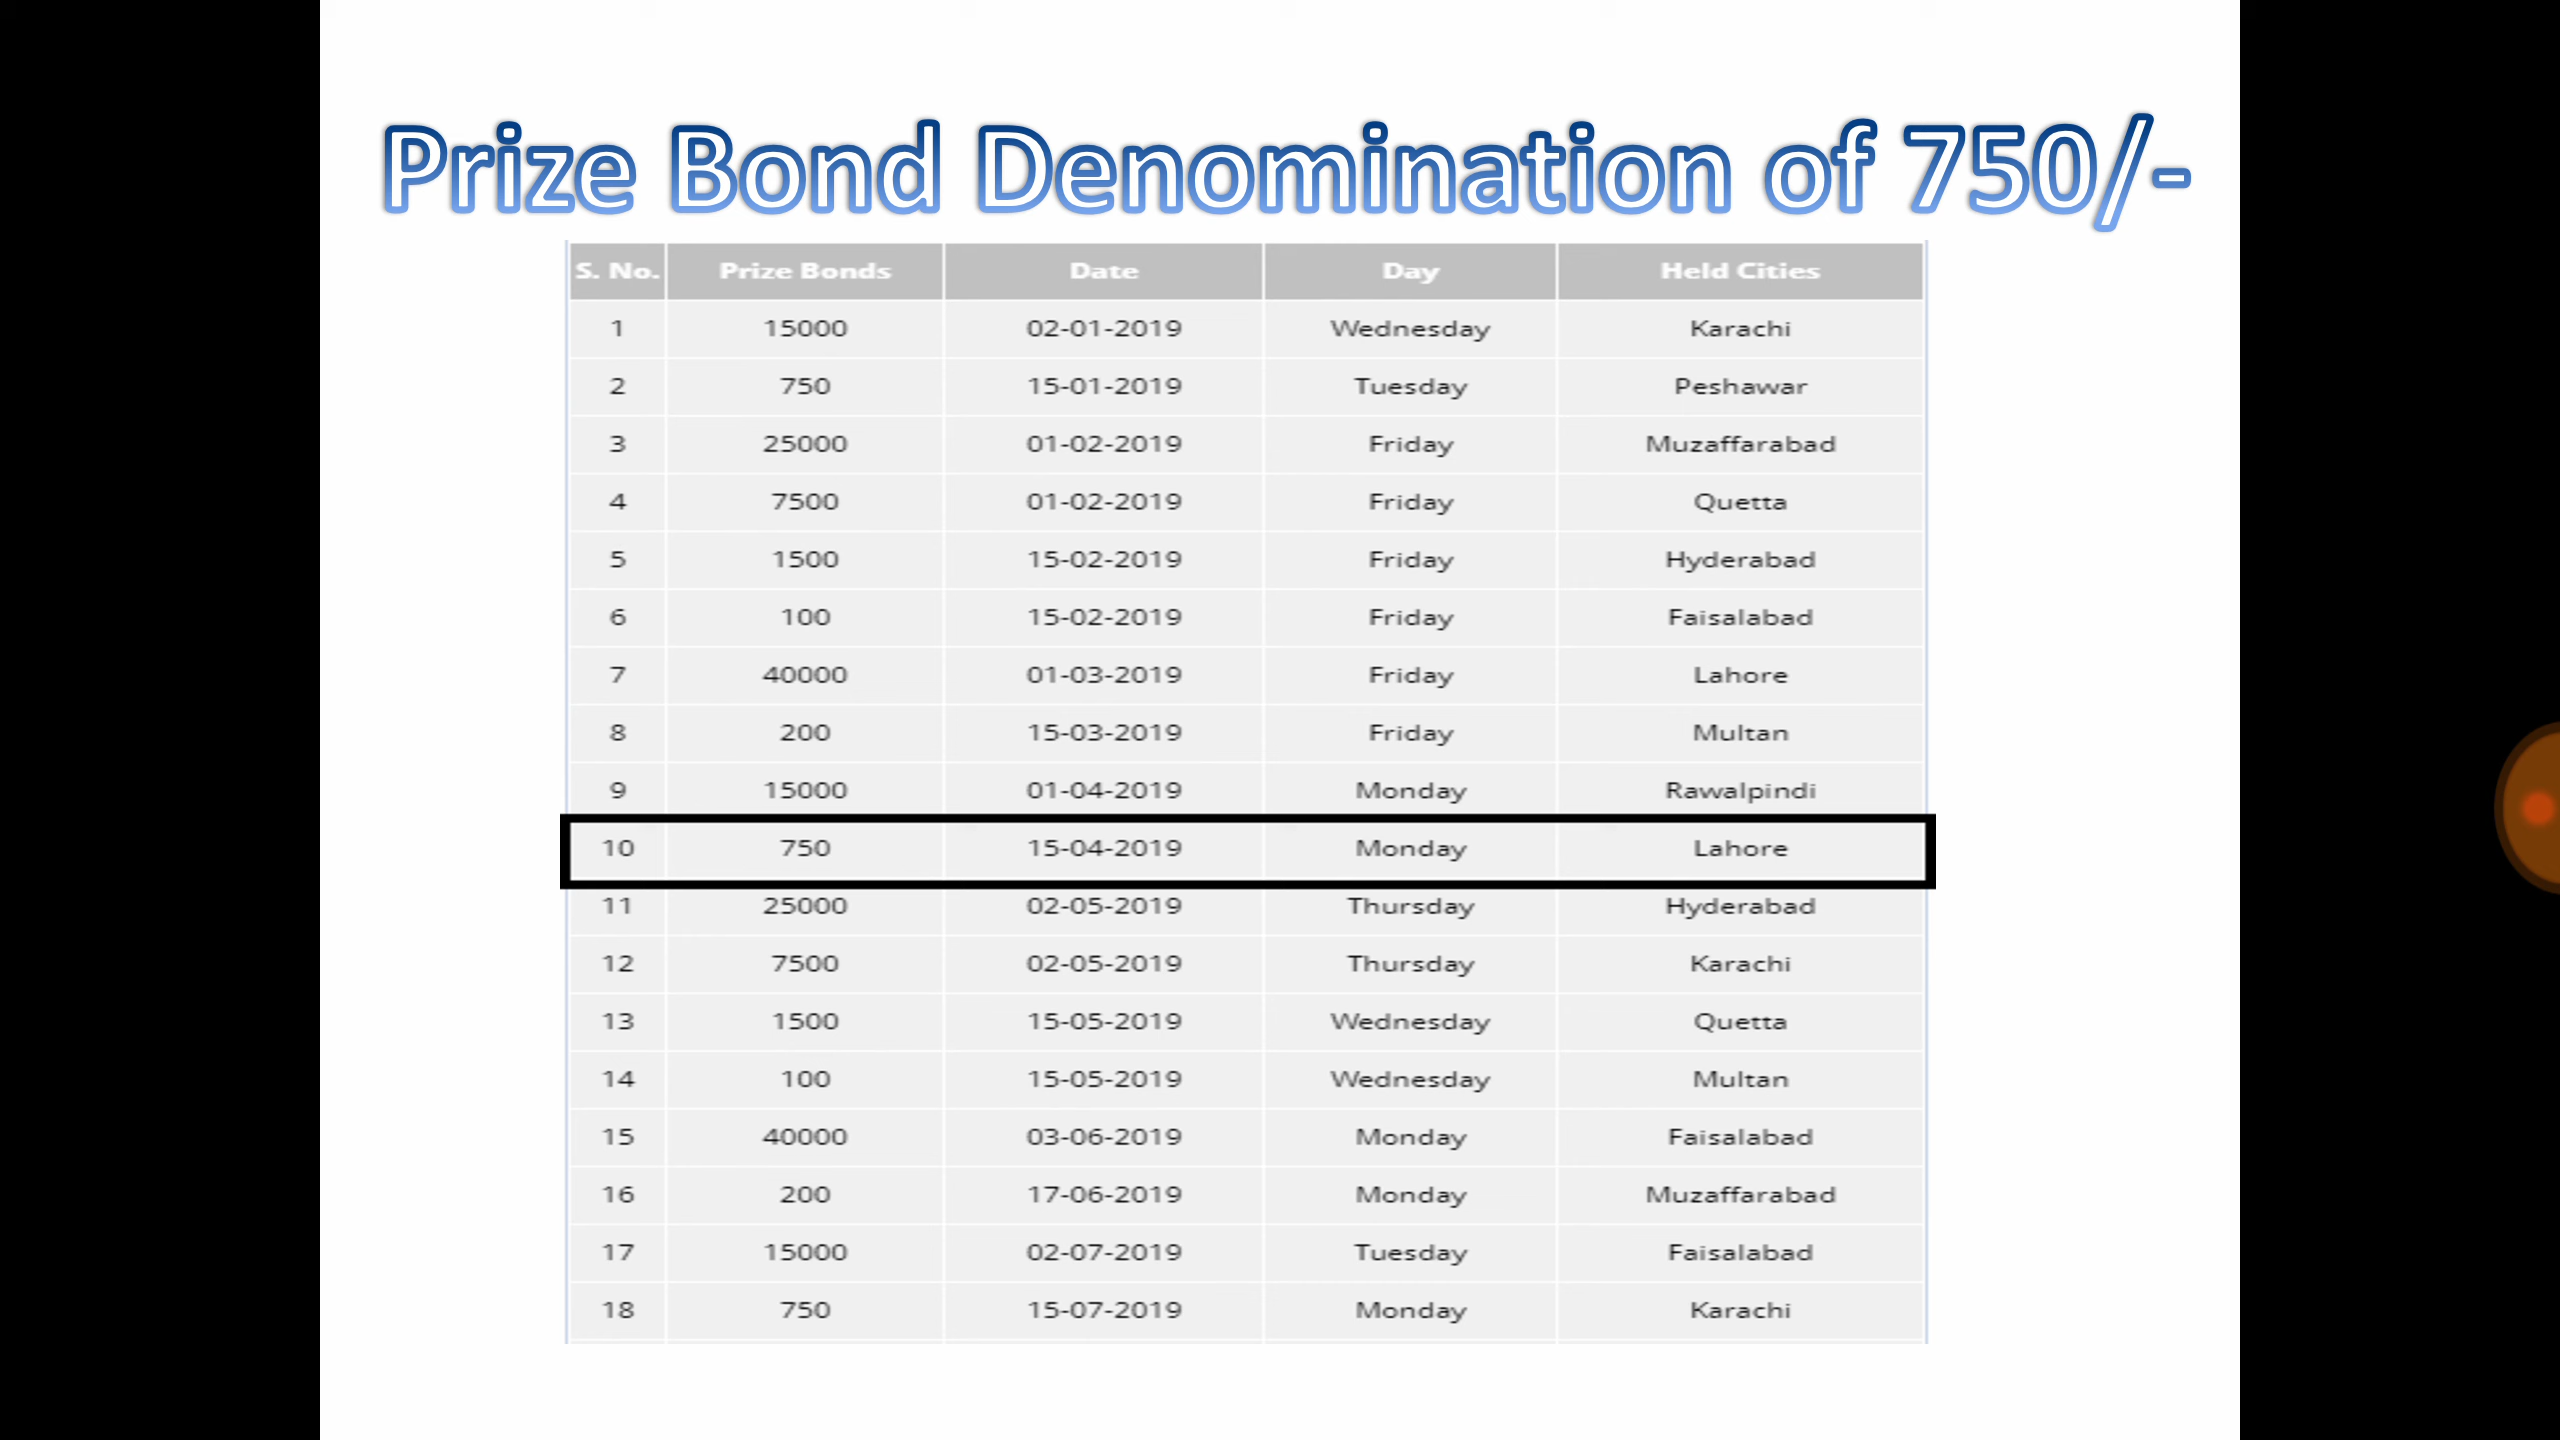 Prize Bond Denomination of 750/-
S. No. Prize Bonds Date Day Held Cities
1 15000 02-01-2019 Wednesday Karachi
2 750 15-01-2019 Tuesday Peshawar
3 25000 01-02-2019 Friday Muzaffarabad
4 7500 01-02-2019 Friday Quetta
5 1500 15-02-2019 Friday Hyderabad
6 100 15-02-2019 Friday Faisalabad
7 40000 01-03-2019 Friday Lahore
8 200 15-03-2019 Friday Multan
9 15000 01-04-2019 Monday Rawalpindi
10 750 15-04-2019 Monday Lahore
11 25000 02-05-2019 Thursday Hyderabad
12 7500 02-05-2019 Thursday Karachi
13 1500 15-05-2019 Wednesday Quetta
14 100 15-05-2019 Wednesday Multan
15 40000 03-06-2019 Monday Faisalabad
16 200 17-06-2019 Monday Muzaffarabad
17 15000 02-07-2019 Tuesday Faisalabad
18 750 15-07-2019 Monday Karachi